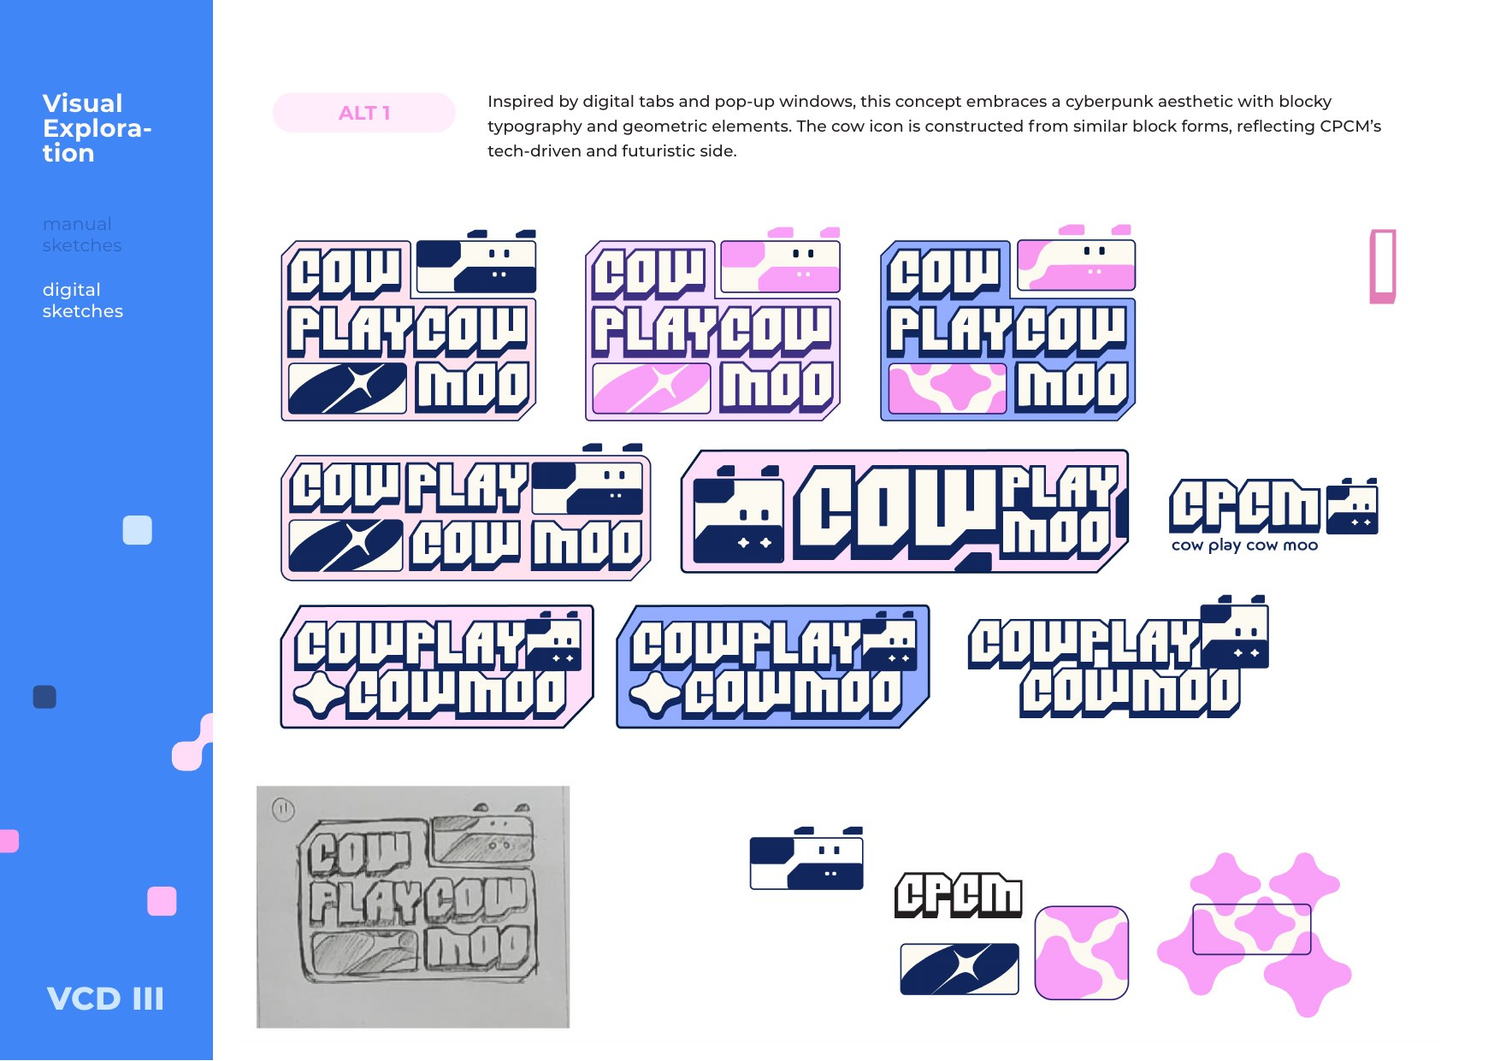 Visual
Explora-
tion
manual
sketches
digital
sketches
VCD III
ALT 1
Inspired by digital tabs and pop-up windows, this concept embraces a cyberpunk aesthetic with blocky
typography and geometric elements. The cow icon is constructed from similar block forms, reflecting CPCM’s
tech-driven and futuristic side.
COW
PLAYCOW
MOO
COW
PLAYCOW
MOO
COW
PLAYCOW
MOO
COW PLAY
COW MOO
COW PLAY
MOO
CPCM
cow play cow moo
COWPLAY
COWMOO
COWPLAY
COWMOO
COWPLAY
COWMOO
11
COW
PLAYCOW
MOO
CPCM